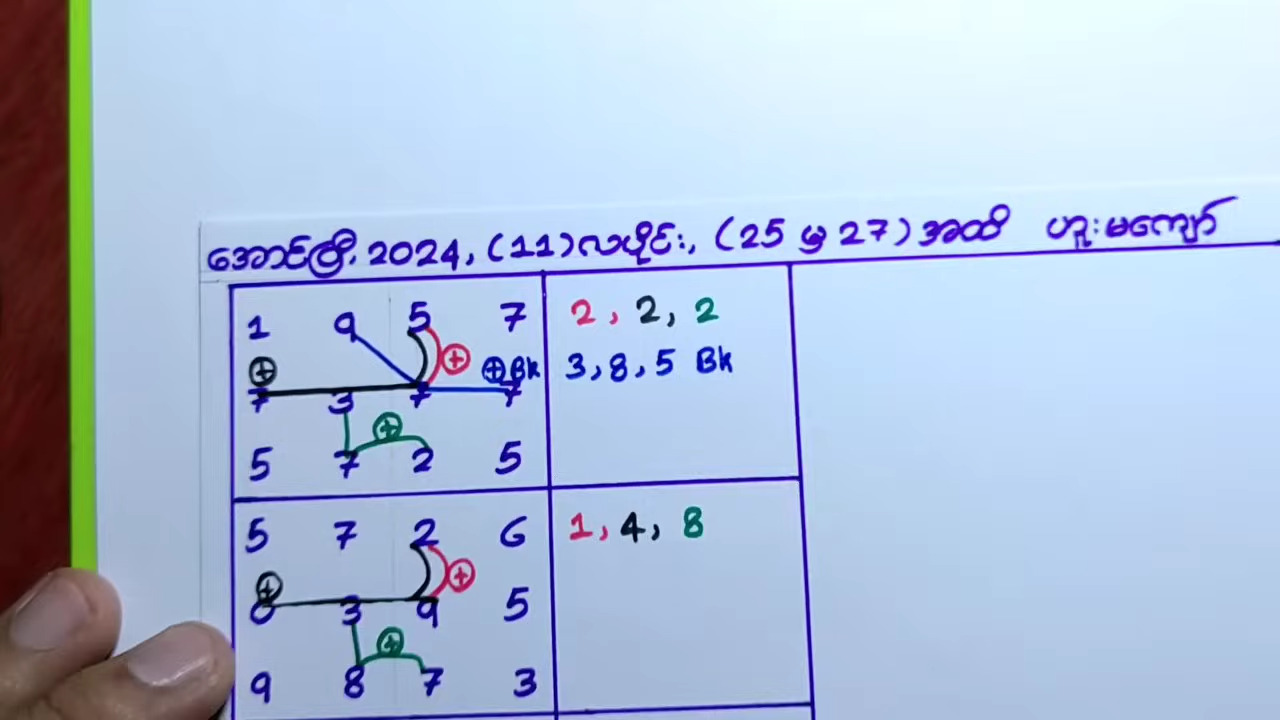 အောင်ကြီး, 2024, (11) လပိုင်း, (25 မှ 27) အထိ ဟူးမကျော်
1 9 5 7 2, 2, 2
⊕ ⊕ ⊕Bk 3, 8, 5 Bk
7 3 7 7
⊕
5 7 2 5
5 7 2 6 1, 4, 8
⊕ ⊕
0 3 9 5
⊕
9 8 7 3